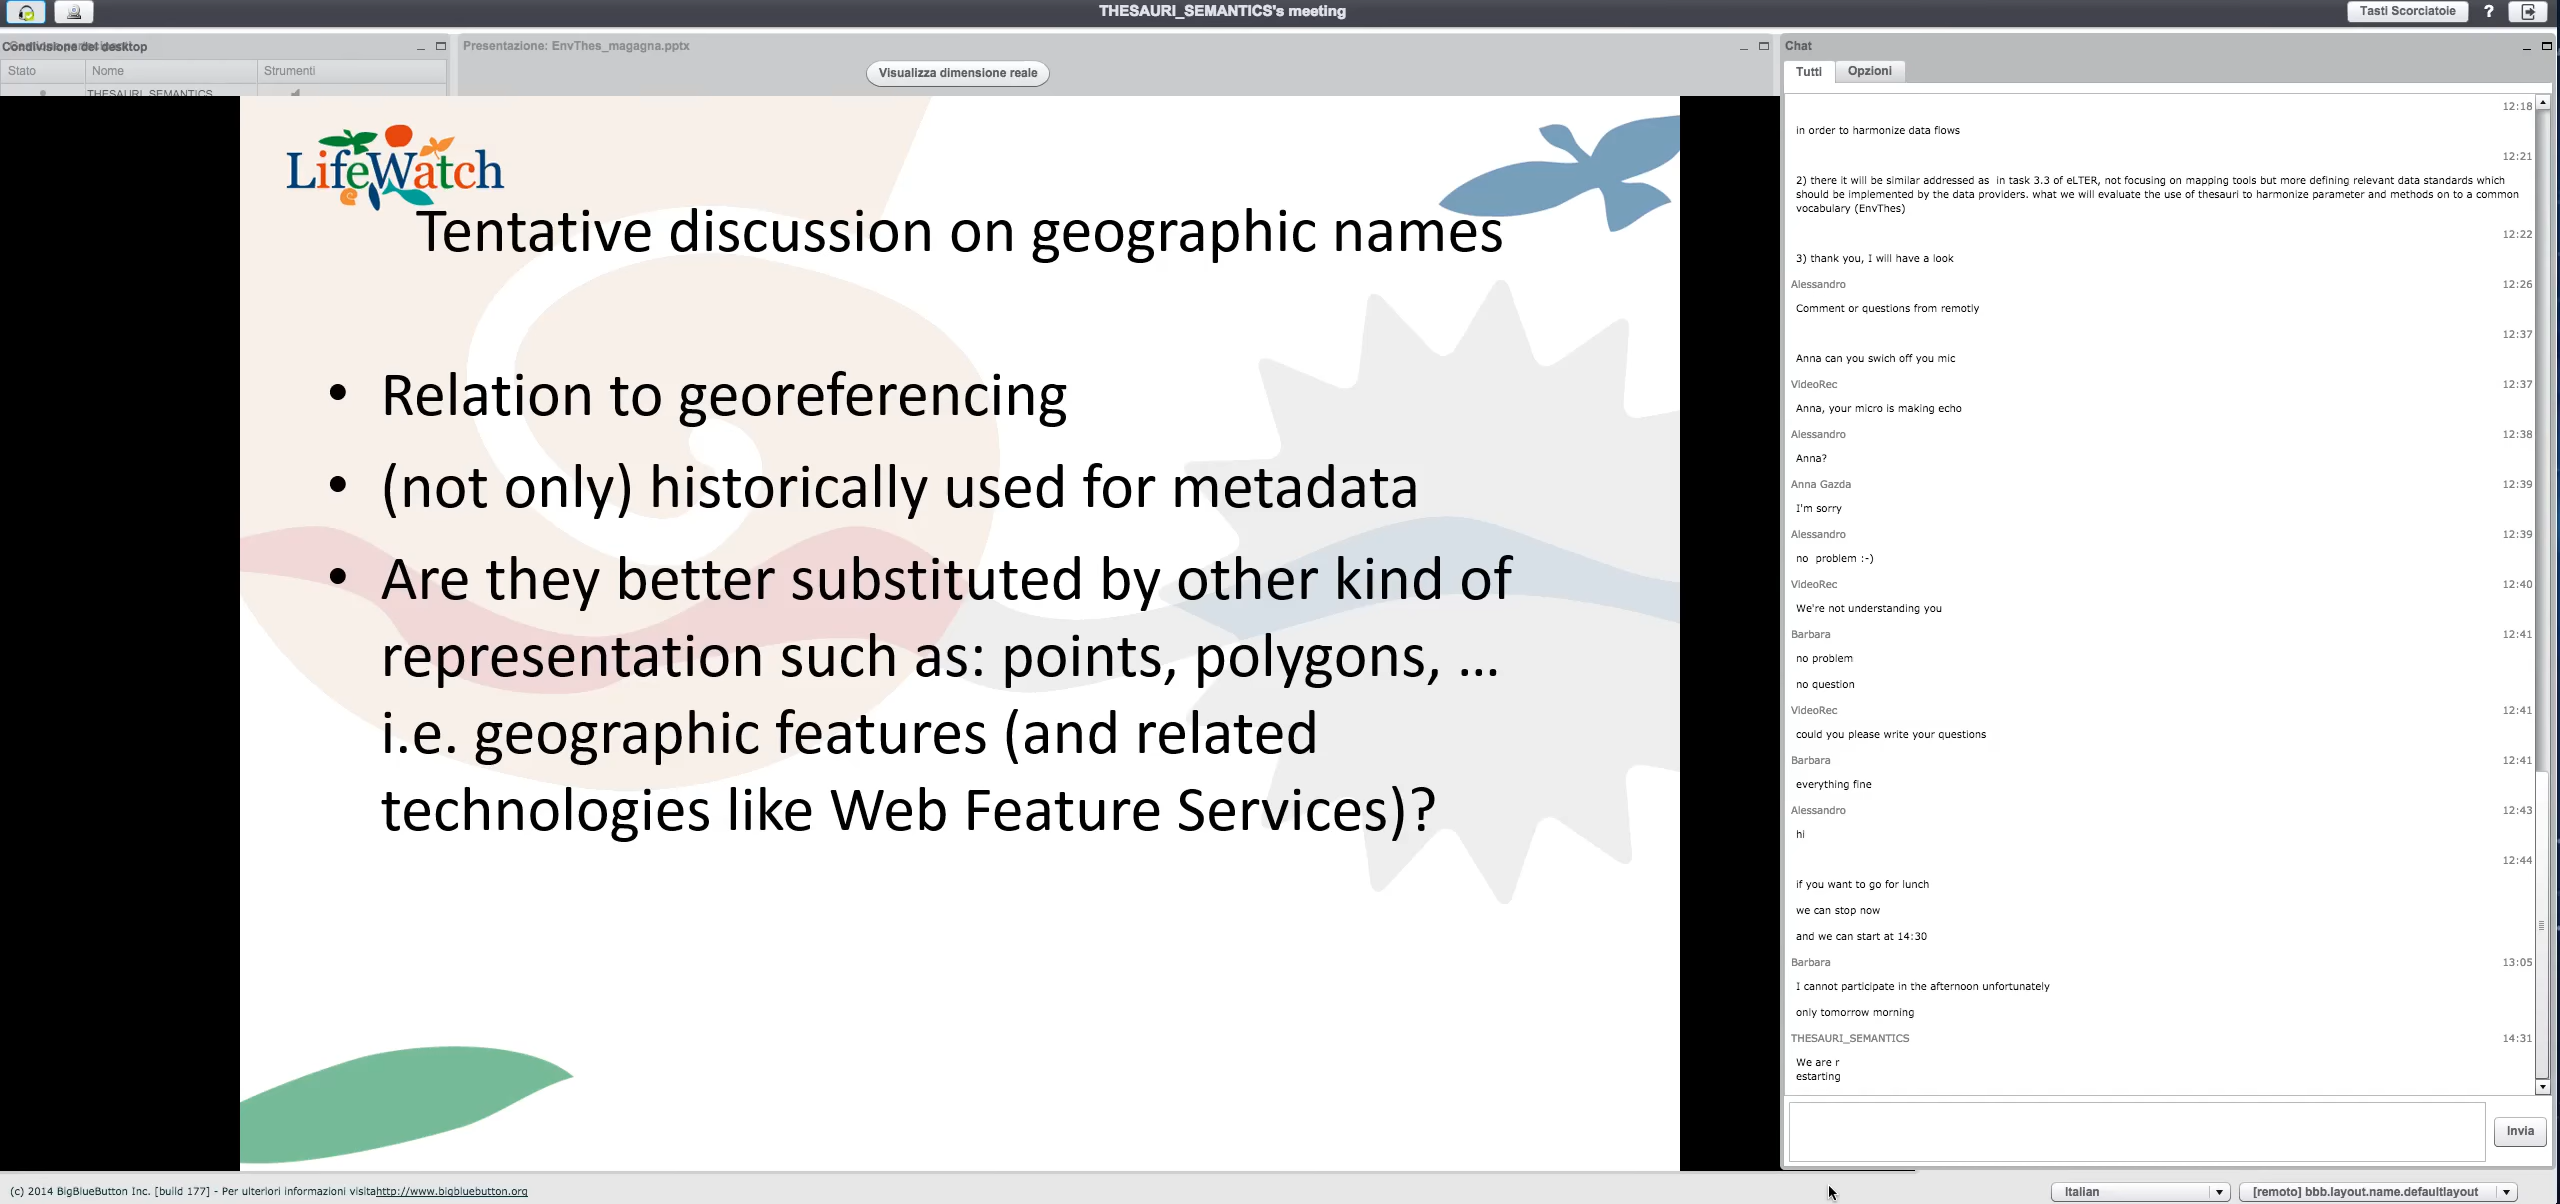 THESAURI_SEMANTICS's meeting
Tasti Scorciatoie
?
Condivisione del desktop
Stato
Nome
Strumenti
THESAURI_SEMANTICS
Presentazione: EnvThes_magagna.pptx
Visualizza dimensione reale
LifeWatch
Tentative discussion on geographic names
• Relation to georeferencing
• (not only) historically used for metadata
• Are they better substituted by other kind of
representation such as: points, polygons, ...
i.e. geographic features (and related
technologies like Web Feature Services)?
Chat
Tutti
Opzioni
12:18
in order to harmonize data flows
12:21
2) there it will be similar addressed as  in task 3.3 of eLTER, not focusing on mapping tools but more defining relevant data standards which
should be implemented by the data providers. what we will evaluate the use of thesauri to harmonize parameter and methods on to a common
vocabulary (EnvThes)
12:22
3) thank you, I will have a look
Alessandro 12:26
Comment or questions from remotly
12:37
Anna can you swich off you mic
VideoRec 12:37
Anna, your micro is making echo
Alessandro 12:38
Anna?
Anna Gazda 12:39
I'm sorry
Alessandro 12:39
no  problem :-)
VideoRec 12:40
We're not understanding you
Barbara 12:41
no problem
no question
VideoRec 12:41
could you please write your questions
Barbara 12:41
everything fine
Alessandro 12:43
hi
12:44
if you want to go for lunch
we can stop now
and we can start at 14:30
Barbara 13:05
I cannot participate in the afternoon unfortunately
only tomorrow morning
THESAURI_SEMANTICS 14:31
We are r
estarting
Invia
(c) 2014 BigBlueButton Inc. [build 177] - Per ulteriori informazioni visitahttp://www.bigbluebutton.org
Italian
[remoto] bbb.layout.name.defaultlayout